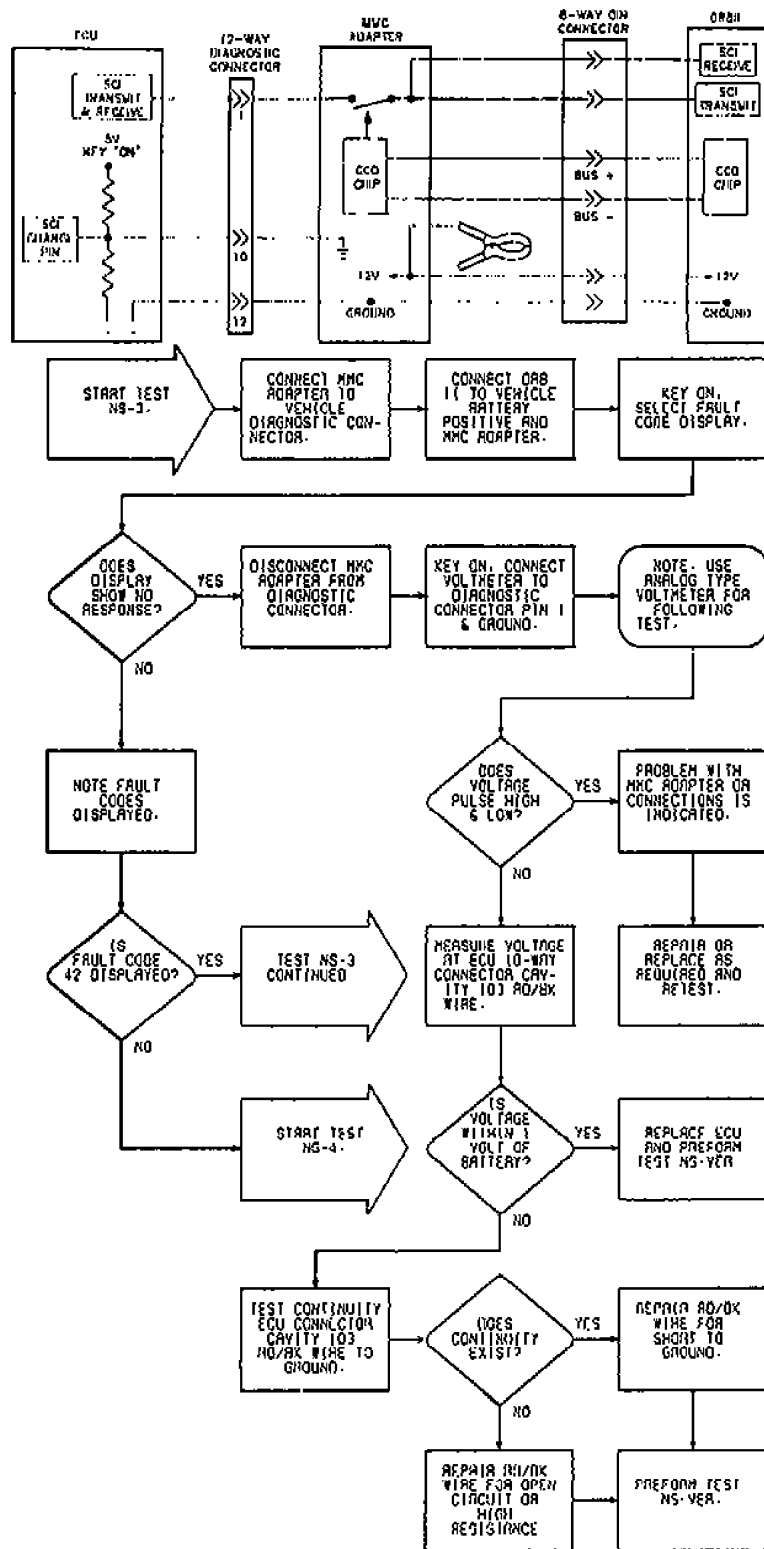 ECU
12-WAY
DIAGNOSTIC
CONNECTOR
MMC
ADAPTER
8-WAY DIN
CONNECTOR
DRBII
SCI
TRANSMIT
& RECEIVE
5V
KEY "ON"
SCI
CHANGE
PIN
1
10
12
CCD
CHIP
12V
GROUND
BUS +
BUS -
SCI
RECEIVE
SCI
TRANSMIT
CCD
CHIP
12V
GROUND
START TEST
NS-3.
CONNECT MMC
ADAPTER TO
VEHICLE
DIAGNOSTIC CON-
NECTOR.
CONNECT DRB
II TO VEHICLE
BATTERY
POSITIVE AND
MMC ADAPTER.
KEY ON,
SELECT FAULT
CODE DISPLAY.
DOES
DISPLAY
SHOW NO
RESPONSE?
YES
NO
DISCONNECT MMC
ADAPTER FROM
DIAGNOSTIC
CONNECTOR.
KEY ON, CONNECT
VOLTMETER TO
DIAGNOSTIC
CONNECTOR PIN 1
& GROUND.
NOTE. USE
ANALOG TYPE
VOLTMETER FOR
FOLLOWING
TEST.
NOTE FAULT
CODES
DISPLAYED.
DOES
VOLTAGE
PULSE HIGH
& LOW?
YES
NO
PROBLEM WITH
MMC ADAPTER OR
CONNECTIONS IS
INDICATED.
IS
FAULT CODE
42 DISPLAYED?
YES
NO
TEST NS-3
CONTINUED
MEASURE VOLTAGE
AT ECU 10-WAY
CONNECTOR CAV-
ITY 103 RD/BK
WIRE.
REPAIR OR
REPLACE AS
REQUIRED AND
RETEST.
START TEST
NS-4.
IS
VOLTAGE
WITHIN 1
VOLT OF
BATTERY?
YES
NO
REPLACE ECU
AND PREFORM
TEST NS-VER
TEST CONTINUITY
ECU CONNECTOR
CAVITY 103
RD/BK WIRE TO
GROUND.
DOES
CONTINUITY
EXIST?
YES
NO
REPAIR RD/BK
WIRE FOR
SHORT TO
GROUND.
REPAIR RD/BK
WIRE FOR OPEN
CIRCUIT OR
HIGH
RESISTANCE
PREFORM TEST
NS-VER.